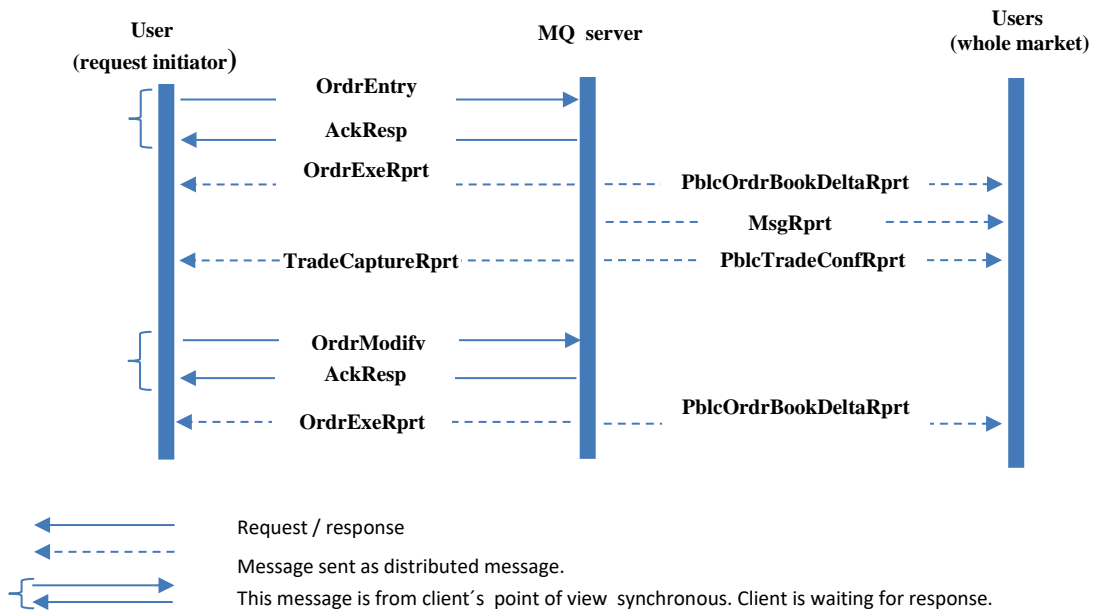 User
(request initiator)
MQ server
Users
(whole market)
OrdrEntry
AckResp
OrdrExeRprt
PblcOrdrBookDeltaRprt
MsgRprt
TradeCaptureRprt
PblcTradeConfRprt
OrdrModify
AckResp
PblcOrdrBookDeltaRprt
OrdrExeRprt
Request / response
Message sent as distributed message.
This message is from client´s point of view synchronous. Client is waiting for response.